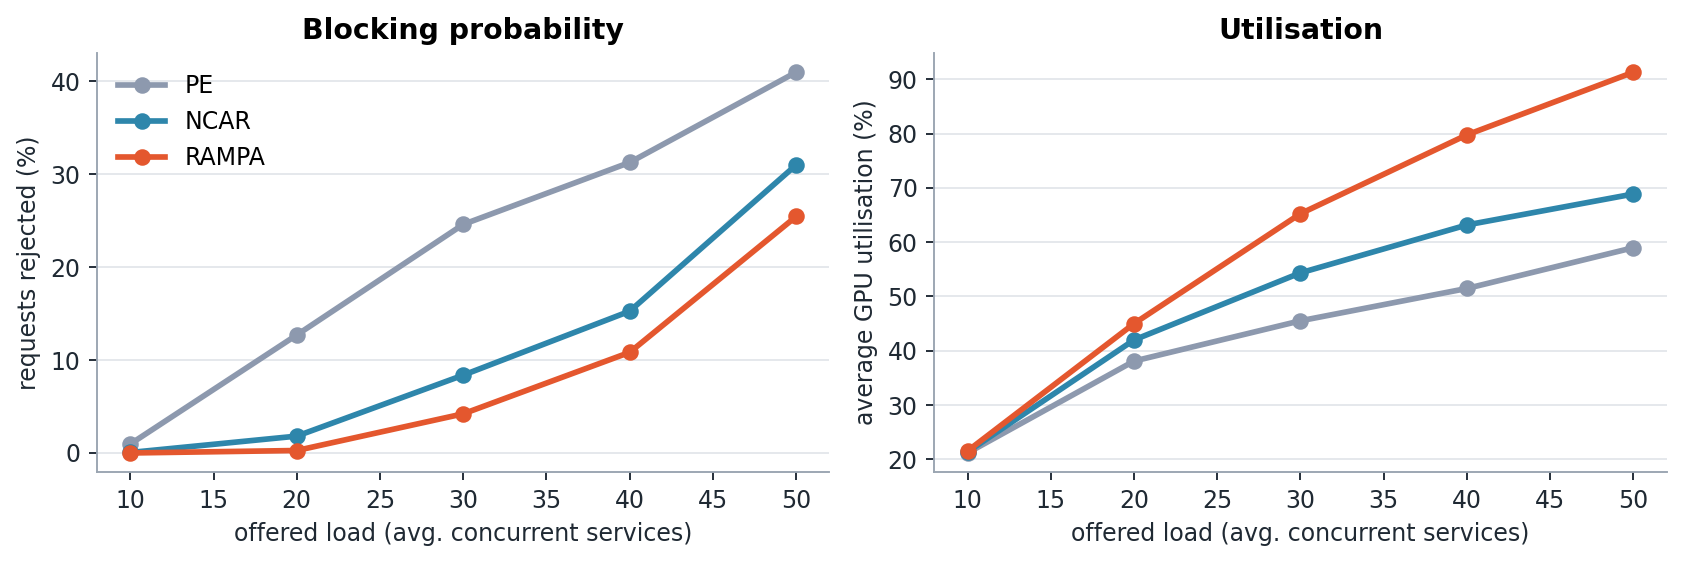 Blocking probability
requests rejected (%)
40
30
20
10
0
PE
NCAR
RAMPA
10 15 20 25 30 35 40 45 50
offered load (avg. concurrent services)
Utilisation
average GPU utilisation (%)
90
80
70
60
50
40
30
20
10 15 20 25 30 35 40 45 50
offered load (avg. concurrent services)